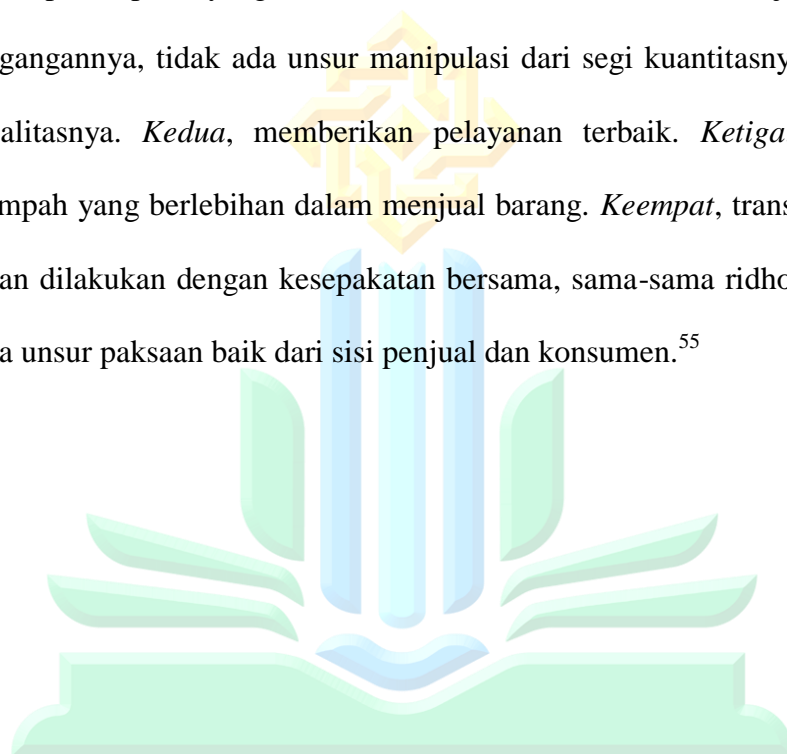 gangannya, tidak ada unsur manipulasi dari segi kuantitasny
alitasnya. Kedua, memberikan pelayanan terbaik. Ketiga
mpah yang berlebihan dalam menjual barang. Keempat, trans
an dilakukan dengan kesepakatan bersama, sama-sama ridho
a unsur paksaan baik dari sisi penjual dan konsumen.55